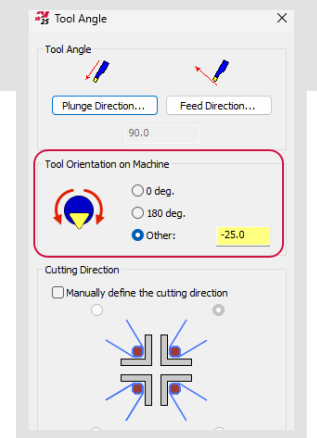 25 Tool Angle
Tool Angle
Plunge Direction... Feed Direction...
90.0
Tool Orientation on Machine
0 deg.
180 deg.
Other: -25.0
Cutting Direction
Manually define the cutting direction